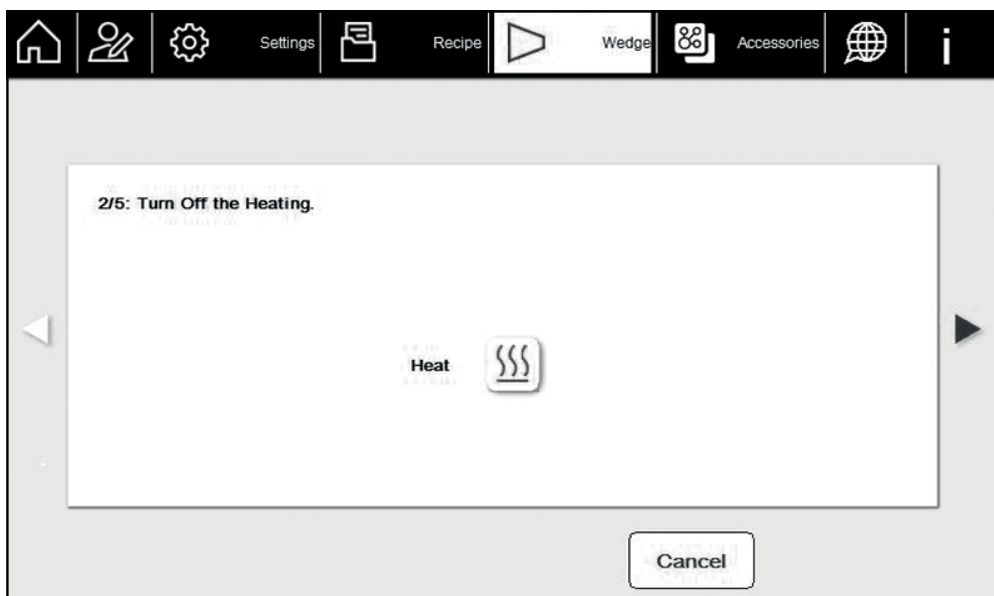 Settings
Recipe
Wedge
Accessories
i
2/5: Turn Off the Heating.
Heat
Cancel